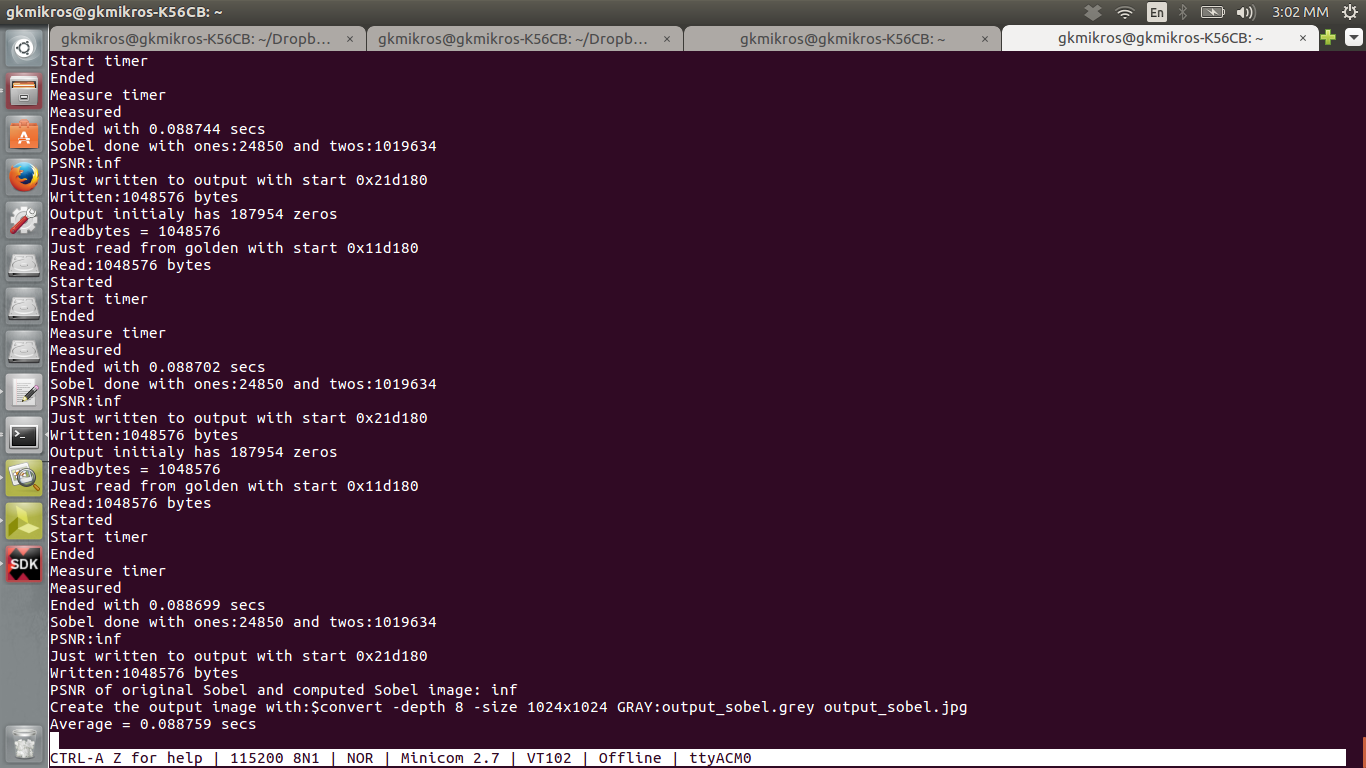 gkmikros@gkmikros-K56CB: ~
En
3:02 MM
gkmikros@gkmikros-K56CB: ~/Dropb... ×
gkmikros@gkmikros-K56CB: ~/Dropb... ×
gkmikros@gkmikros-K56CB: ~ ×
gkmikros@gkmikros-K56CB: ~ ×
Start timer
Ended
Measure timer
Measured
Ended with 0.088744 secs
Sobel done with ones:24850 and twos:1019634
PSNR:inf
Just written to output with start 0x21d180
Written:1048576 bytes
Output initialy has 187954 zeros
readbytes = 1048576
Just read from golden with start 0x11d180
Read:1048576 bytes
Started
Start timer
Ended
Measure timer
Measured
Ended with 0.088702 secs
Sobel done with ones:24850 and twos:1019634
PSNR:inf
Just written to output with start 0x21d180
Written:1048576 bytes
Output initialy has 187954 zeros
readbytes = 1048576
Just read from golden with start 0x11d180
Read:1048576 bytes
Started
Start timer
Ended
Measure timer
Measured
Ended with 0.088699 secs
Sobel done with ones:24850 and twos:1019634
PSNR:inf
Just written to output with start 0x21d180
Written:1048576 bytes
PSNR of original Sobel and computed Sobel image: inf
Create the output image with:$convert -depth 8 -size 1024x1024 GRAY:output_sobel.grey output_sobel.jpg
Average = 0.088759 secs
CTRL-A Z for help | 115200 8N1 | NOR | Minicom 2.7 | VT102 | Offline | ttyACM0
SDK